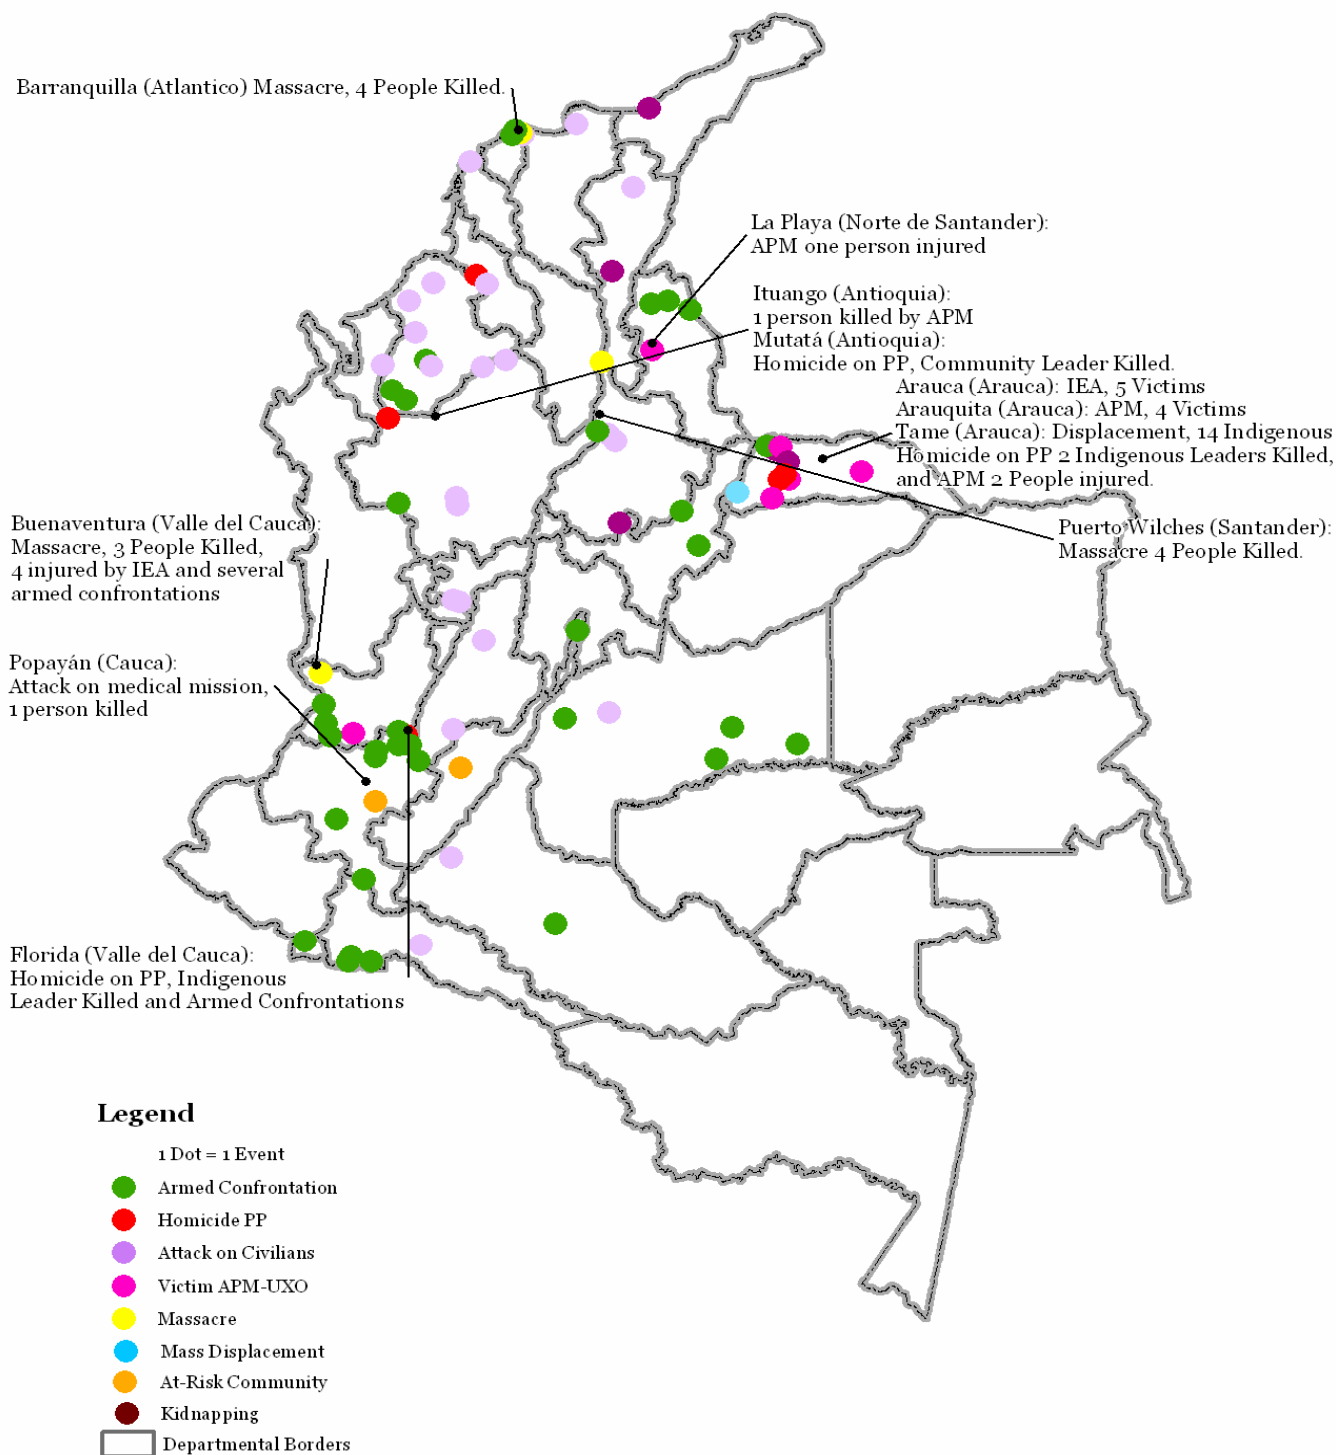 Barranquilla (Atlantico) Massacre, 4 People Killed.
La Playa (Norte de Santander):
APM one person injured
Ituango (Antioquia):
1 person killed by APM
Mutatá (Antioquia):
Homicide on PP, Community Leader Killed.
Arauca (Arauca): IEA, 5 Victims
Arauquita (Arauca): APM, 4 Victims
Tame (Arauca): Displacement, 14 Indigenous
Homicide on PP 2 Indigenous Leaders Killed,
and APM 2 People injured.
Puerto Wilches (Santander):
Massacre 4 People Killed.
Buenaventura (Valle del Cauca):
Massacre, 3 People Killed,
4 injured by IEA and several
armed confrontations
Popayán (Cauca):
Attack on medical mission,
1 person killed
Florida (Valle del Cauca):
Homicide on PP, Indigenous
Leader Killed and Armed Confrontations
Legend
1 Dot = 1 Event
Armed Confrontation
Homicide PP
Attack on Civilians
Victim APM-UXO
Massacre
Mass Displacement
At-Risk Community
Kidnapping
Departmental Borders